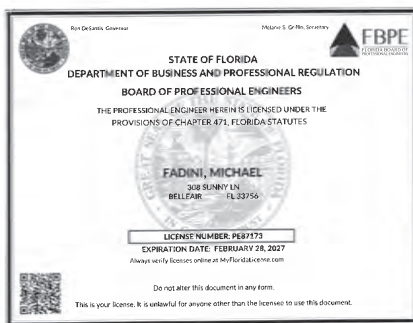 Ron DeSantis, Governor
Melanie S. Griffin, Secretary
FBPE
FLORIDA BOARD OF
PROFESSIONAL ENGINEERS
STATE OF FLORIDA
DEPARTMENT OF BUSINESS AND PROFESSIONAL REGULATION
BOARD OF PROFESSIONAL ENGINEERS
THE PROFESSIONAL ENGINEER HEREIN IS LICENSED UNDER THE
PROVISIONS OF CHAPTER 471, FLORIDA STATUTES
FADINI, MICHAEL
308 SUNNY LN
BELLEAIR FL 33756
LICENSE NUMBER: PE87173
EXPIRATION DATE: FEBRUARY 28, 2027
Always verify licenses online at MyFloridaLicense.com
Do not alter this document in any form.
This is your license. It is unlawful for anyone other than the licensee to use this document.